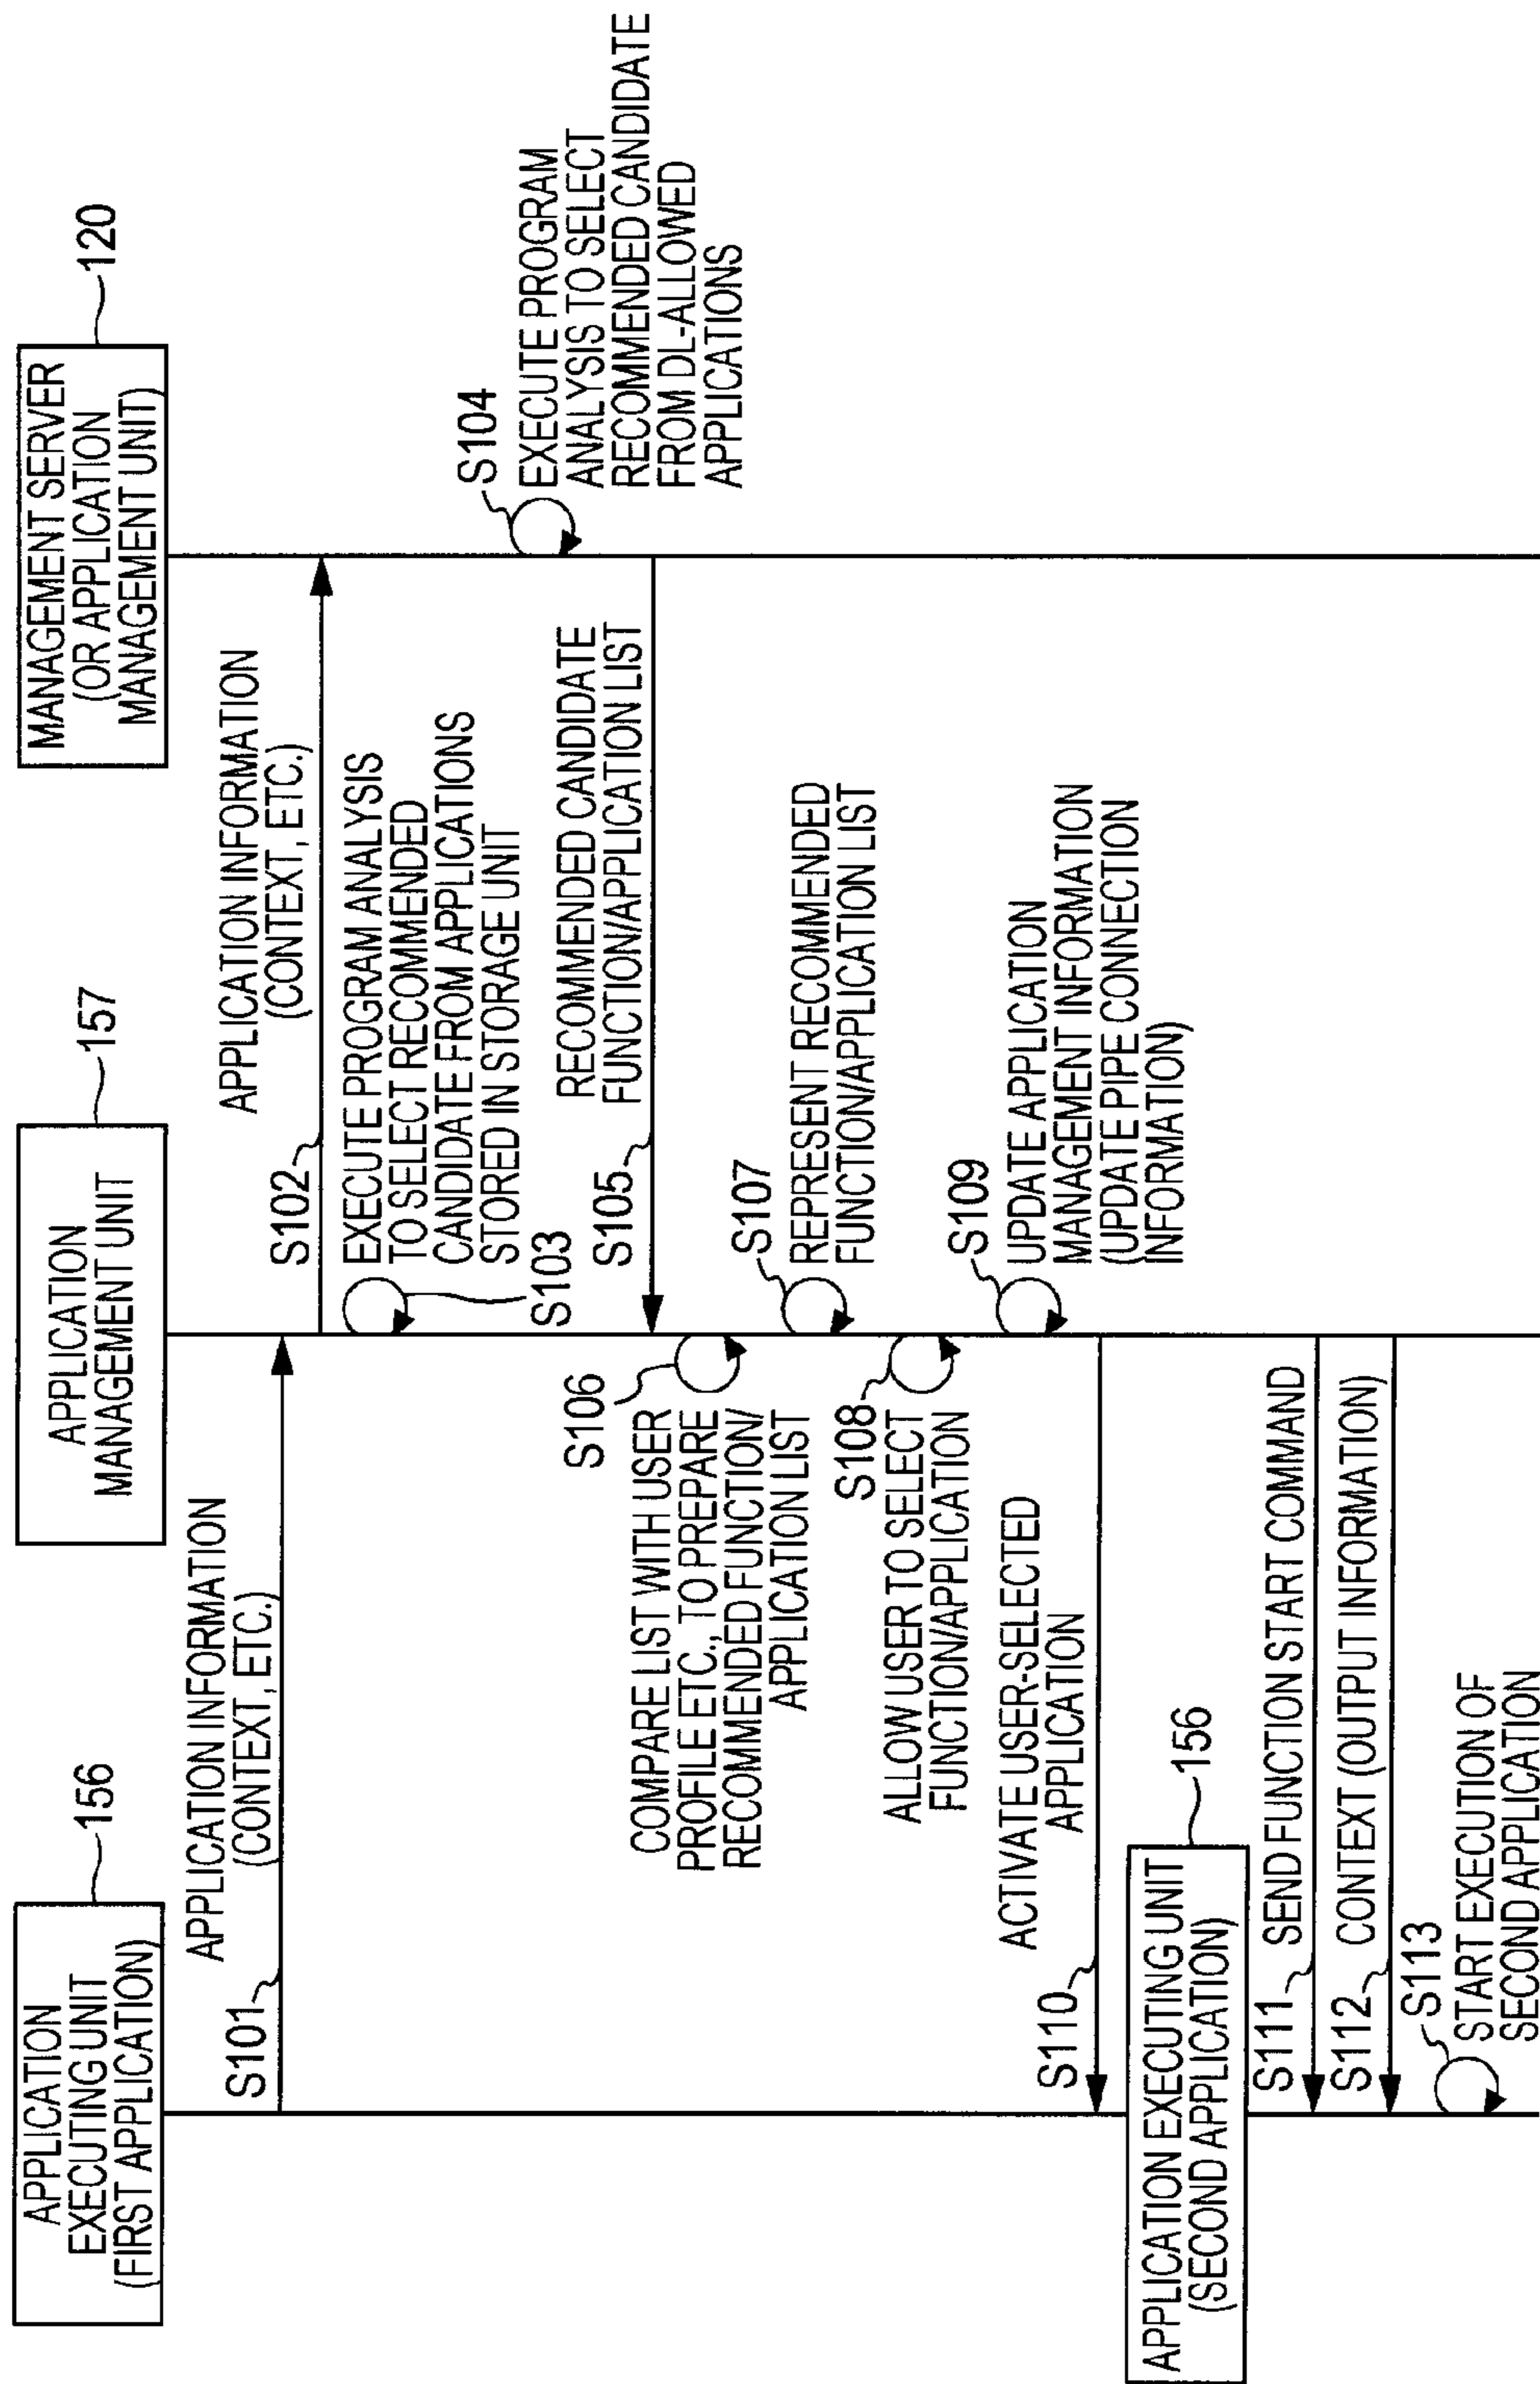 APPLICATION
EXECUTING UNIT
(FIRST APPLICATION)
156
APPLICATION
MANAGEMENT UNIT
157
MANAGEMENT SERVER
(OR APPLICATION
MANAGEMENT UNIT)
120
S101
APPLICATION INFORMATION
(CONTEXT, ETC.)
S102
APPLICATION INFORMATION
(CONTEXT, ETC.)
S103
EXECUTE PROGRAM ANALYSIS
TO SELECT RECOMMENDED
CANDIDATE FROM APPLICATIONS
STORED IN STORAGE UNIT
S104
EXECUTE PROGRAM
ANALYSIS TO SELECT
RECOMMENDED CANDIDATE
FROM DL-ALLOWED
APPLICATIONS
S105
RECOMMENDED CANDIDATE
FUNCTION/APPLICATION LIST
S106
COMPARE LIST WITH USER
PROFILE ETC., TO PREPARE
RECOMMENDED FUNCTION/
APPLICATION LIST
S107
REPRESENT RECOMMENDED
FUNCTION/APPLICATION LIST
S108
ALLOW USER TO SELECT
FUNCTION/APPLICATION
S109
UPDATE APPLICATION
MANAGEMENT INFORMATION
(UPDATE PIPE CONNECTION
INFORMATION)
S110
ACTIVATE USER-SELECTED
APPLICATION
APPLICATION EXECUTING UNIT
(SECOND APPLICATION)
156
S111
SEND FUNCTION START COMMAND
S112
CONTEXT (OUTPUT INFORMATION)
S113
START EXECUTION OF
SECOND APPLICATION